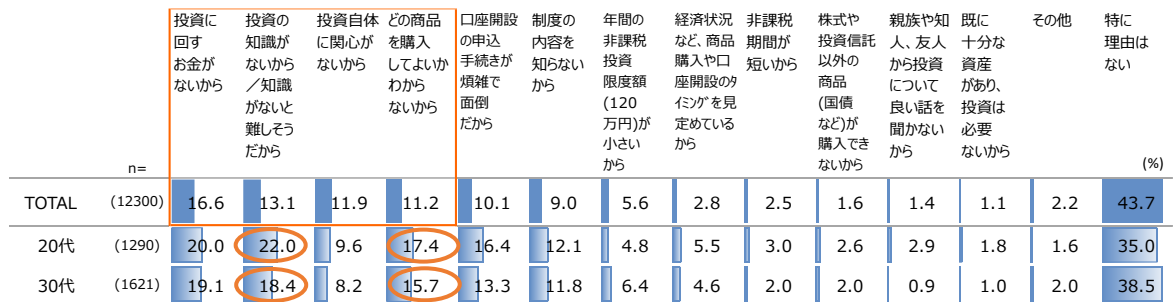 投資に
回す
お金が
ないから
投資の
知識が
ないから
／知識
がないと
難しそう
だから
投資自体
に関心が
ないから
どの商品
を購入
してよいか
わから
ないから
口座開設
の申込
手続きが
煩雑で
面倒
だから
制度の
内容を
知らない
から
年間の
非課税
投資
限度額
(120
万円)が
小さい
から
経済状況
など、商品
購入や口
座開設のタ
イミングを見
定めている
から
非課税
期間が
短いから
株式や
投資信託
以外の
商品
(国債
など)が
購入でき
ないから
親族や知
人、友人
から投資
について
良い話を
聞かない
から
既に
十分な
資産
があり、
投資は
必要
ないから
その他
特に
理由は
ない
n=
(%)
TOTAL (12300) 16.6 13.1 11.9 11.2 10.1 9.0 5.6 2.8 2.5 1.6 1.4 1.1 2.2 43.7
20代 (1290) 20.0 22.0 9.6 17.4 16.4 12.1 4.8 5.5 3.0 2.6 2.9 1.8 1.6 35.0
30代 (1621) 19.1 18.4 8.2 15.7 13.3 11.8 6.4 4.6 2.0 2.0 0.9 1.0 2.0 38.5